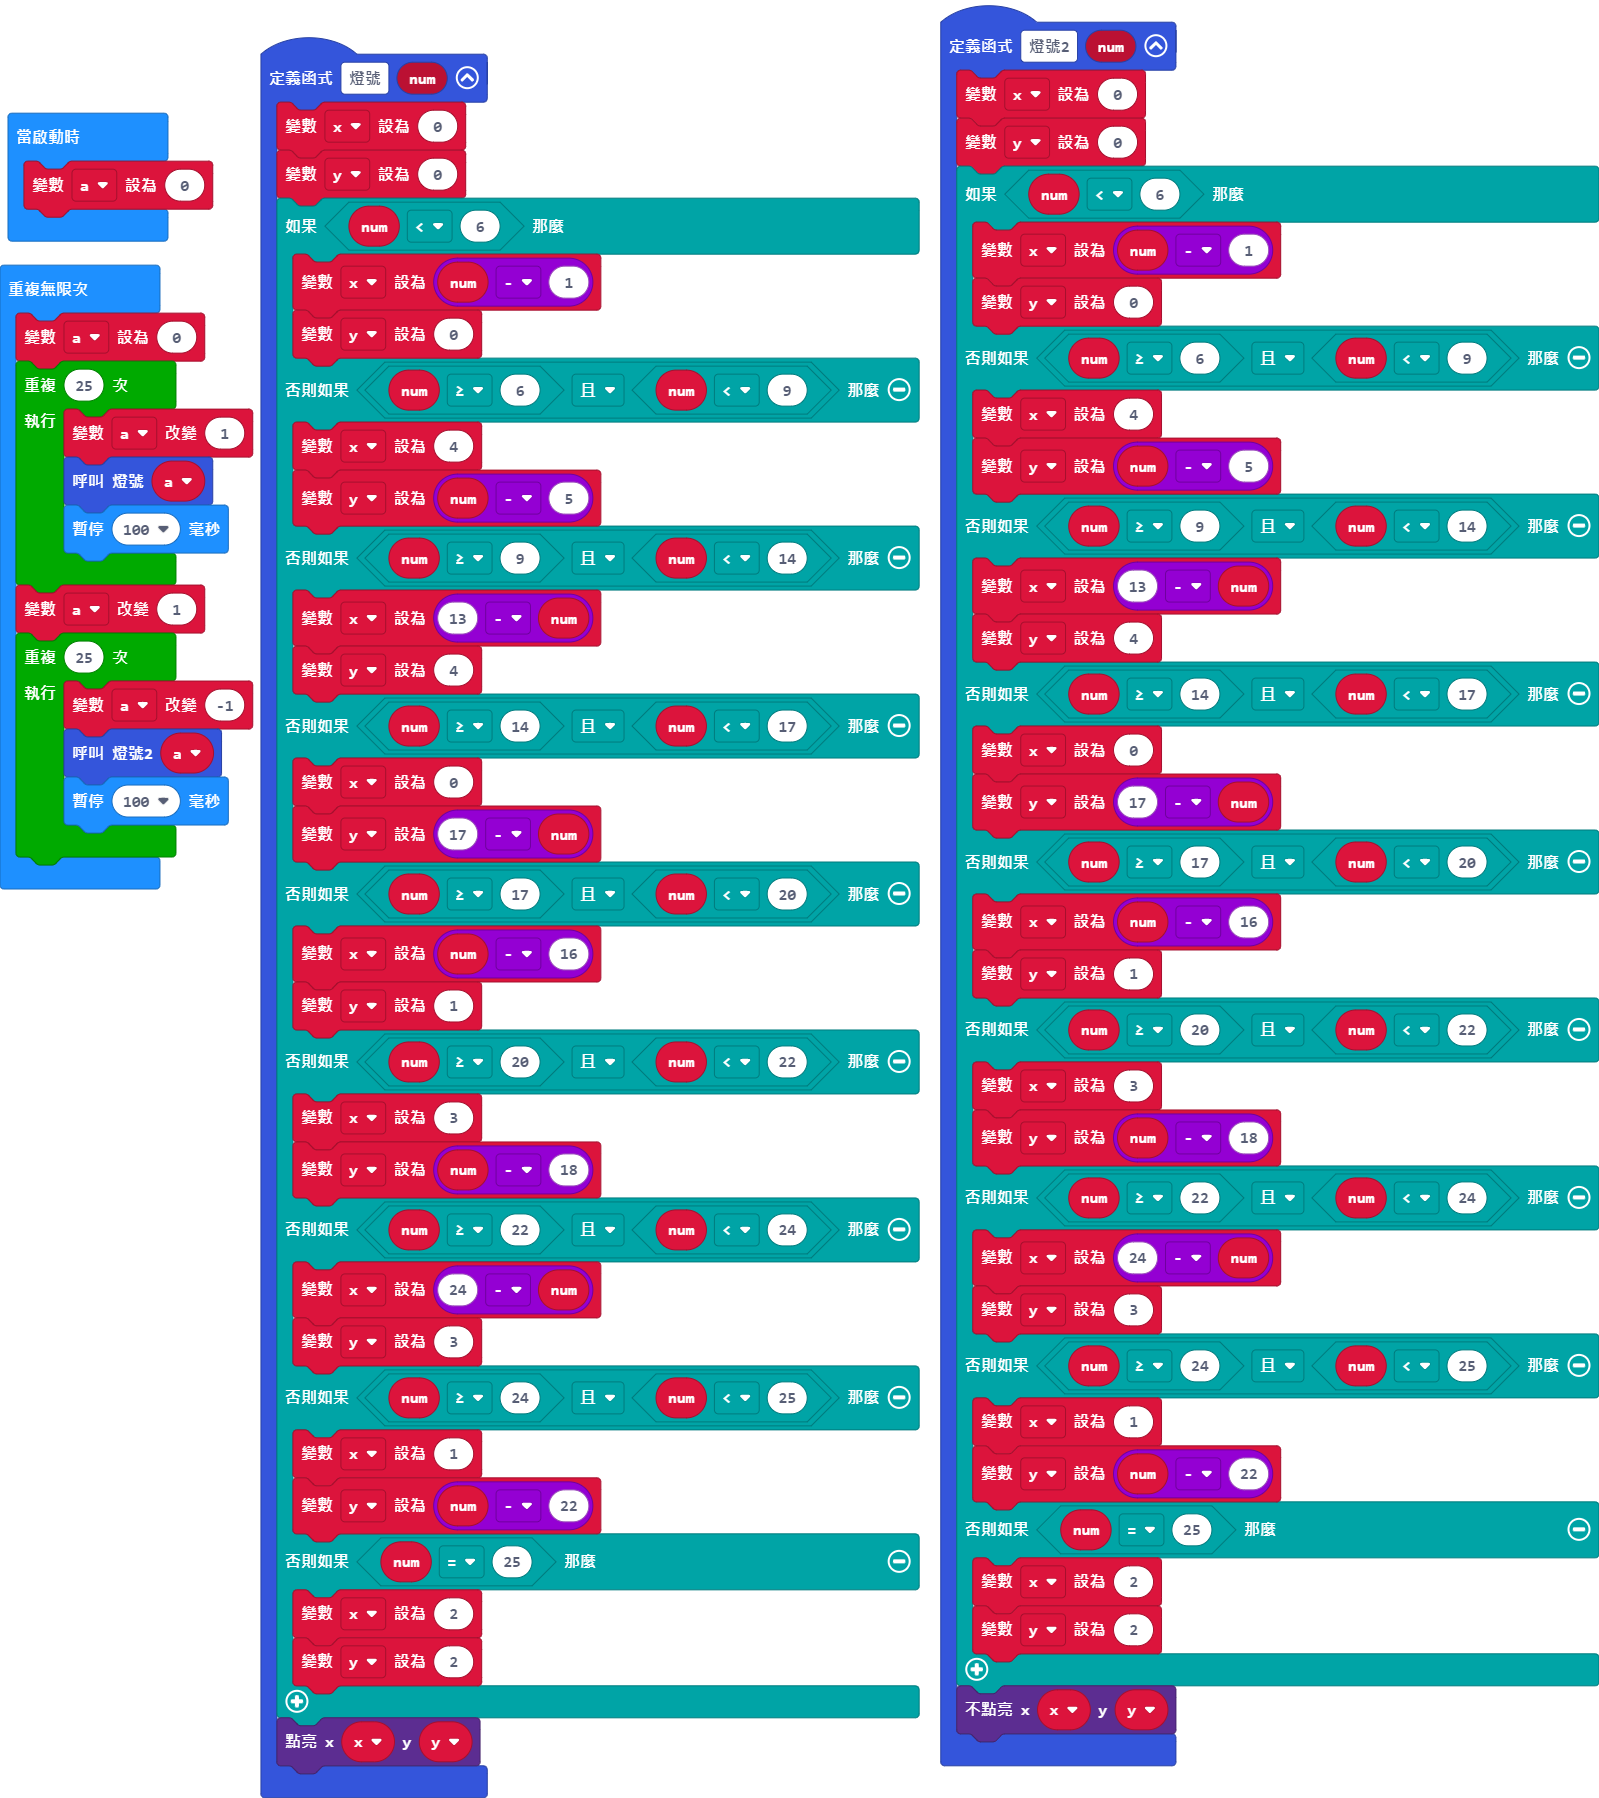 當啟動時
變數 a 設為 0
重複無限次
變數 a 設為 0
重複 25 次
執行
變數 a 改變 1
呼叫 燈號 a
暫停 100 毫秒
變數 a 改變 1
重複 25 次
執行
變數 a 改變 -1
呼叫 燈號2 a
暫停 100 毫秒
定義函式 燈號 num
變數 x 設為 0
變數 y 設為 0
如果 num < 6 那麼
變數 x 設為 num - 1
變數 y 設為 0
否則如果 num ≥ 6 且 num < 9 那麼
變數 x 設為 4
變數 y 設為 num - 5
否則如果 num ≥ 9 且 num < 14 那麼
變數 x 設為 13 - num
變數 y 設為 4
否則如果 num ≥ 14 且 num < 17 那麼
變數 x 設為 0
變數 y 設為 17 - num
否則如果 num ≥ 17 且 num < 20 那麼
變數 x 設為 num - 16
變數 y 設為 1
否則如果 num ≥ 20 且 num < 22 那麼
變數 x 設為 3
變數 y 設為 num - 18
否則如果 num ≥ 22 且 num < 24 那麼
變數 x 設為 24 - num
變數 y 設為 3
否則如果 num ≥ 24 且 num < 25 那麼
變數 x 設為 1
變數 y 設為 num - 22
否則如果 num = 25 那麼
變數 x 設為 2
變數 y 設為 2
點亮 x x y y
定義函式 燈號2 num
變數 x 設為 0
變數 y 設為 0
如果 num < 6 那麼
變數 x 設為 num - 1
變數 y 設為 0
否則如果 num ≥ 6 且 num < 9 那麼
變數 x 設為 4
變數 y 設為 num - 5
否則如果 num ≥ 9 且 num < 14 那麼
變數 x 設為 13 - num
變數 y 設為 4
否則如果 num ≥ 14 且 num < 17 那麼
變數 x 設為 0
變數 y 設為 17 - num
否則如果 num ≥ 17 且 num < 20 那麼
變數 x 設為 num - 16
變數 y 設為 1
否則如果 num ≥ 20 且 num < 22 那麼
變數 x 設為 3
變數 y 設為 num - 18
否則如果 num ≥ 22 且 num < 24 那麼
變數 x 設為 24 - num
變數 y 設為 3
否則如果 num ≥ 24 且 num < 25 那麼
變數 x 設為 1
變數 y 設為 num - 22
否則如果 num = 25 那麼
變數 x 設為 2
變數 y 設為 2
不點亮 x x y y